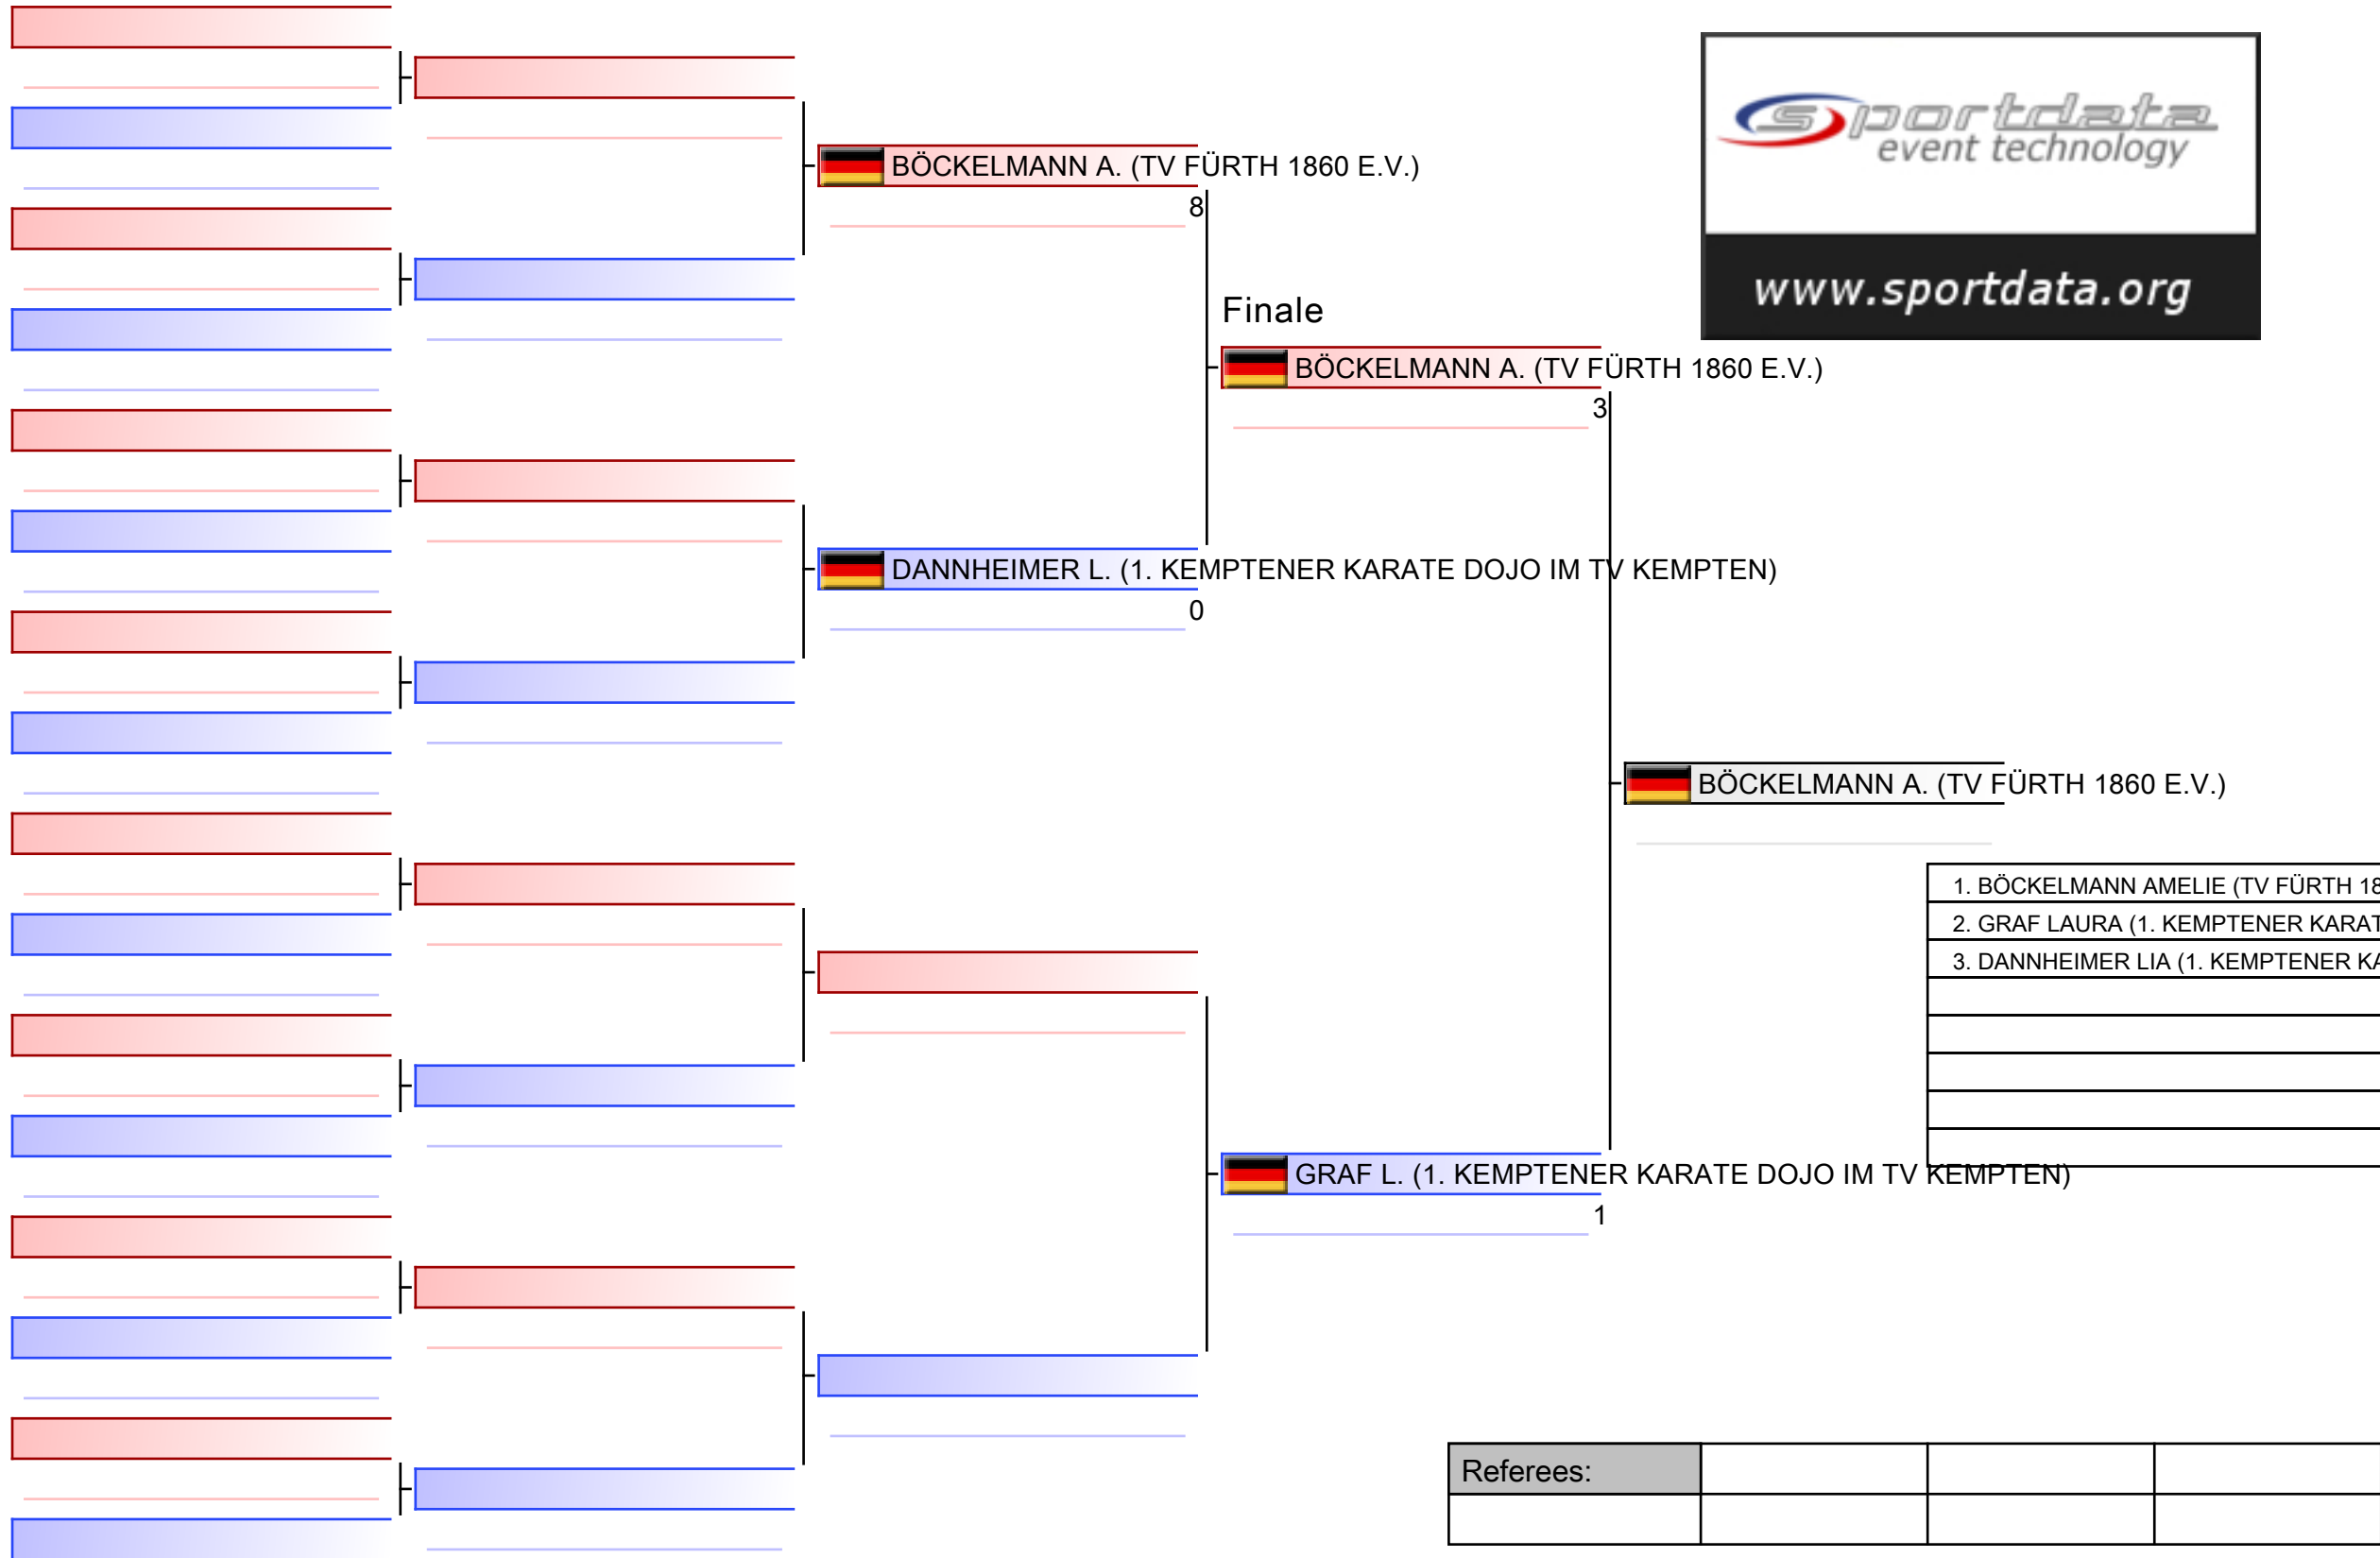 sportdata
event technology
www.sportdata.org
BÖCKELMANN A. (TV FÜRTH 1860 E.V.)
8
Finale
BÖCKELMANN A. (TV FÜRTH 1860 E.V.)
3
DANNHEIMER L. (1. KEMPTENER KARATE DOJO IM TV KEMPTEN)
0
BÖCKELMANN A. (TV FÜRTH 1860 E.V.)
1. BÖCKELMANN AMELIE (TV FÜRTH 18
2. GRAF LAURA (1. KEMPTENER KARAT
3. DANNHEIMER LIA (1. KEMPTENER KA
GRAF L. (1. KEMPTENER KARATE DOJO IM TV KEMPTEN)
1
Referees: